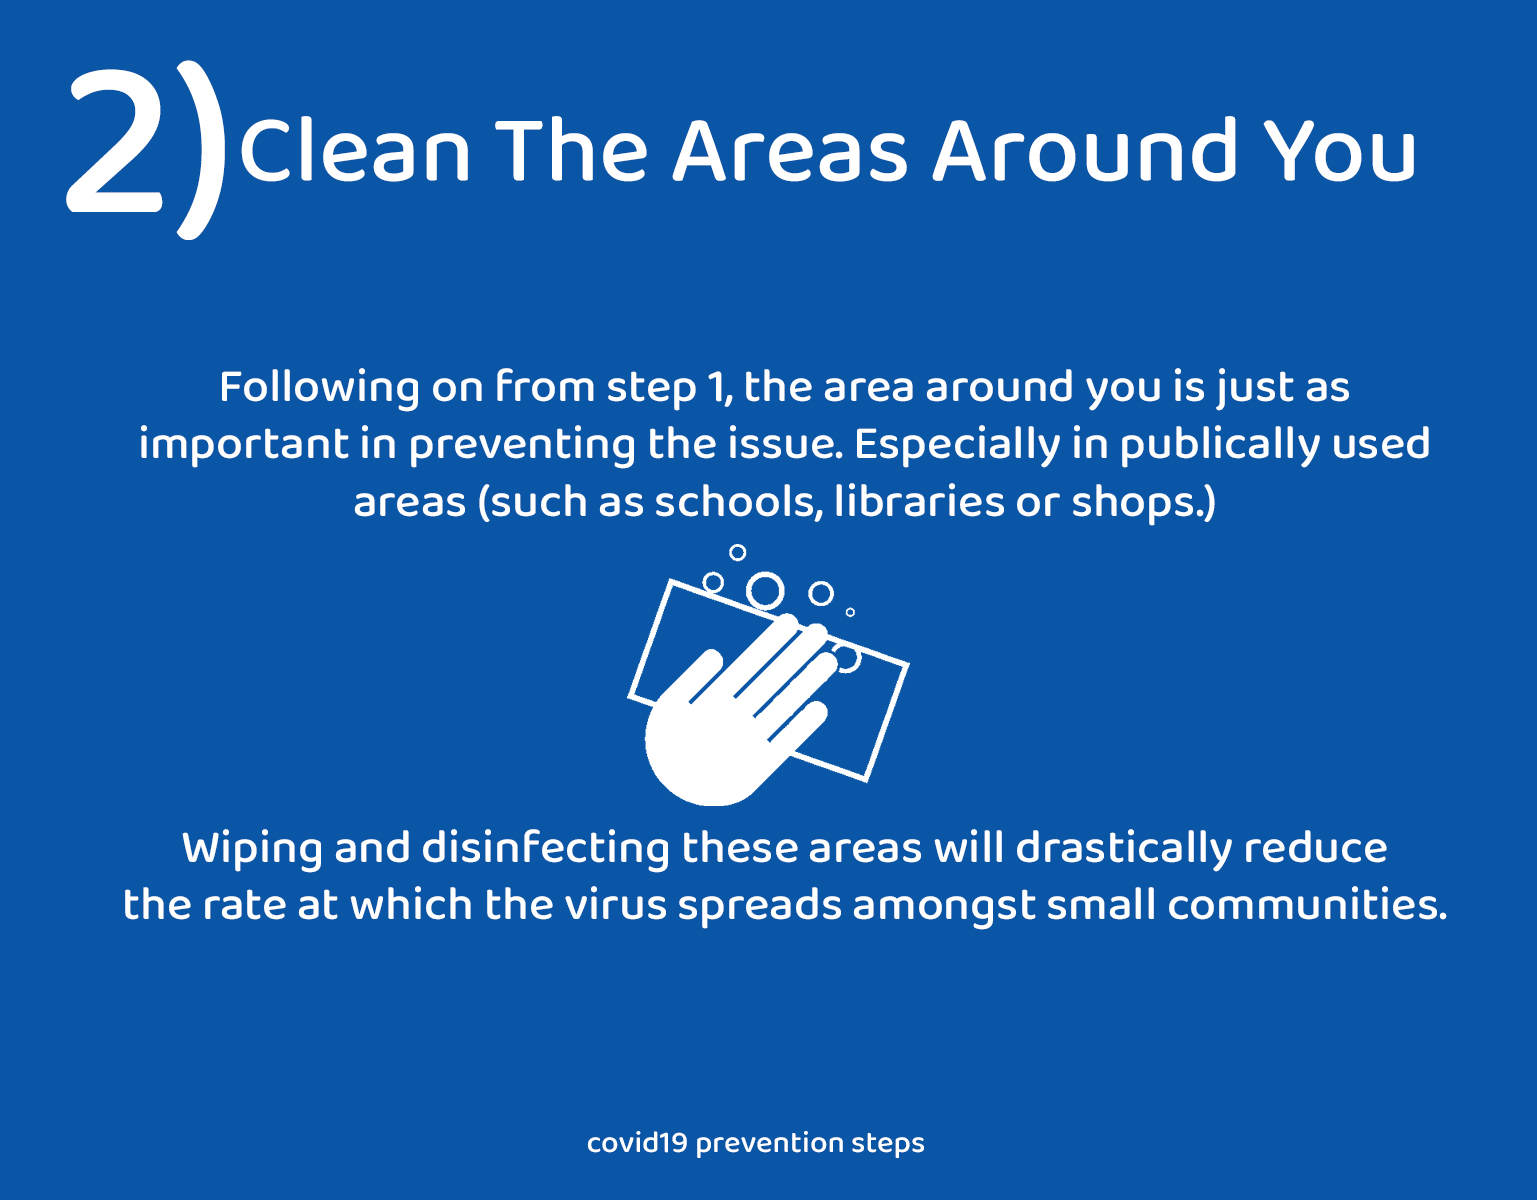 2) Clean The Areas Around You
Following on from step 1, the area around you is just as
important in preventing the issue. Especially in publically used
areas (such as schools, libraries or shops.)
Wiping and disinfecting these areas will drastically reduce
the rate at which the virus spreads amongst small communities.
covid19 prevention steps